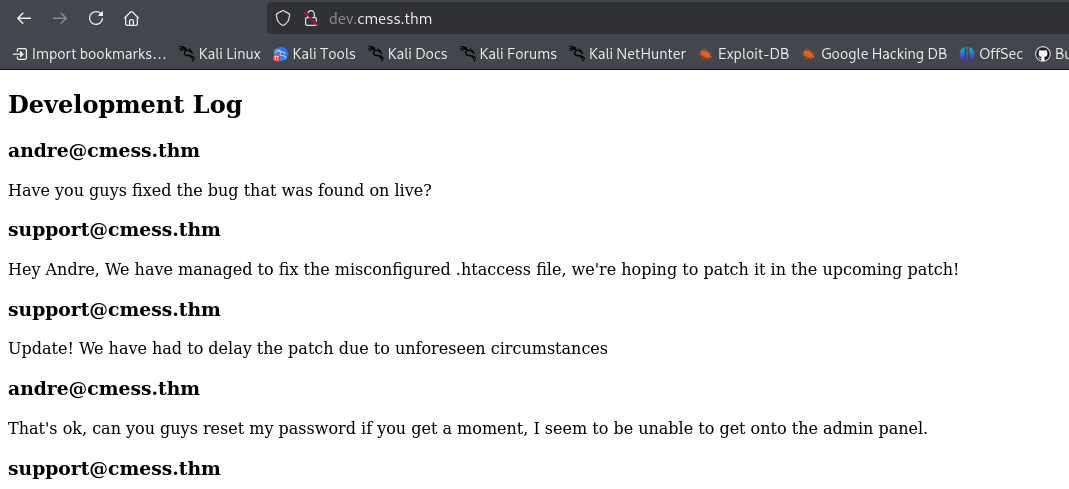 dev.cmess.thm
Import bookmarks... Kali Linux Kali Tools Kali Docs Kali Forums Kali NetHunter Exploit-DB Google Hacking DB OffSec
Development Log
andre@cmess.thm
Have you guys fixed the bug that was found on live?
support@cmess.thm
Hey Andre, We have managed to fix the misconfigured .htaccess file, we're hoping to patch it in the upcoming patch!
support@cmess.thm
Update! We have had to delay the patch due to unforeseen circumstances
andre@cmess.thm
That's ok, can you guys reset my password if you get a moment, I seem to be unable to get onto the admin panel.
support@cmess.thm